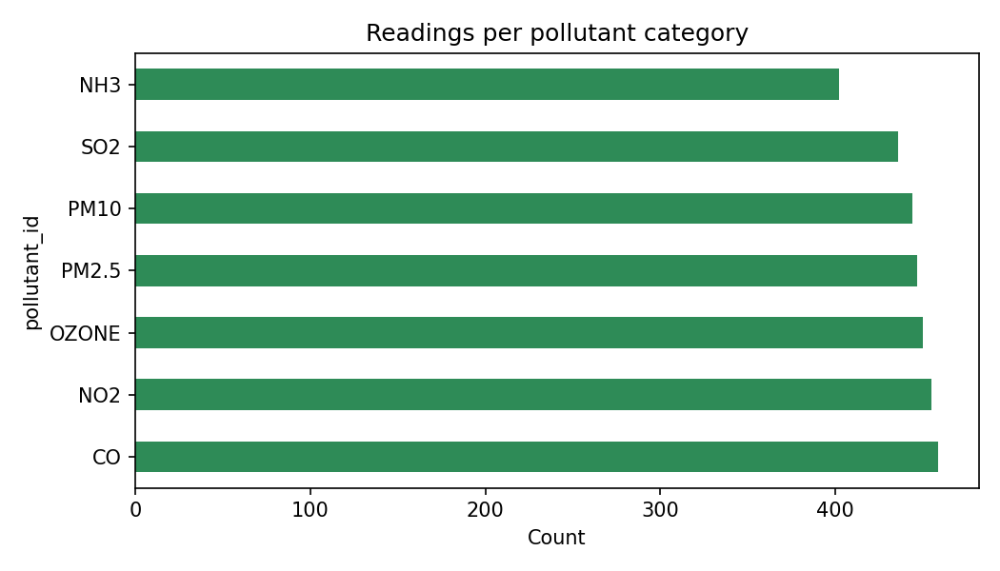 Readings per pollutant category
NH3
SO2
PM10
PM2.5
OZONE
NO2
CO
pollutant_id
0 100 200 300 400
Count